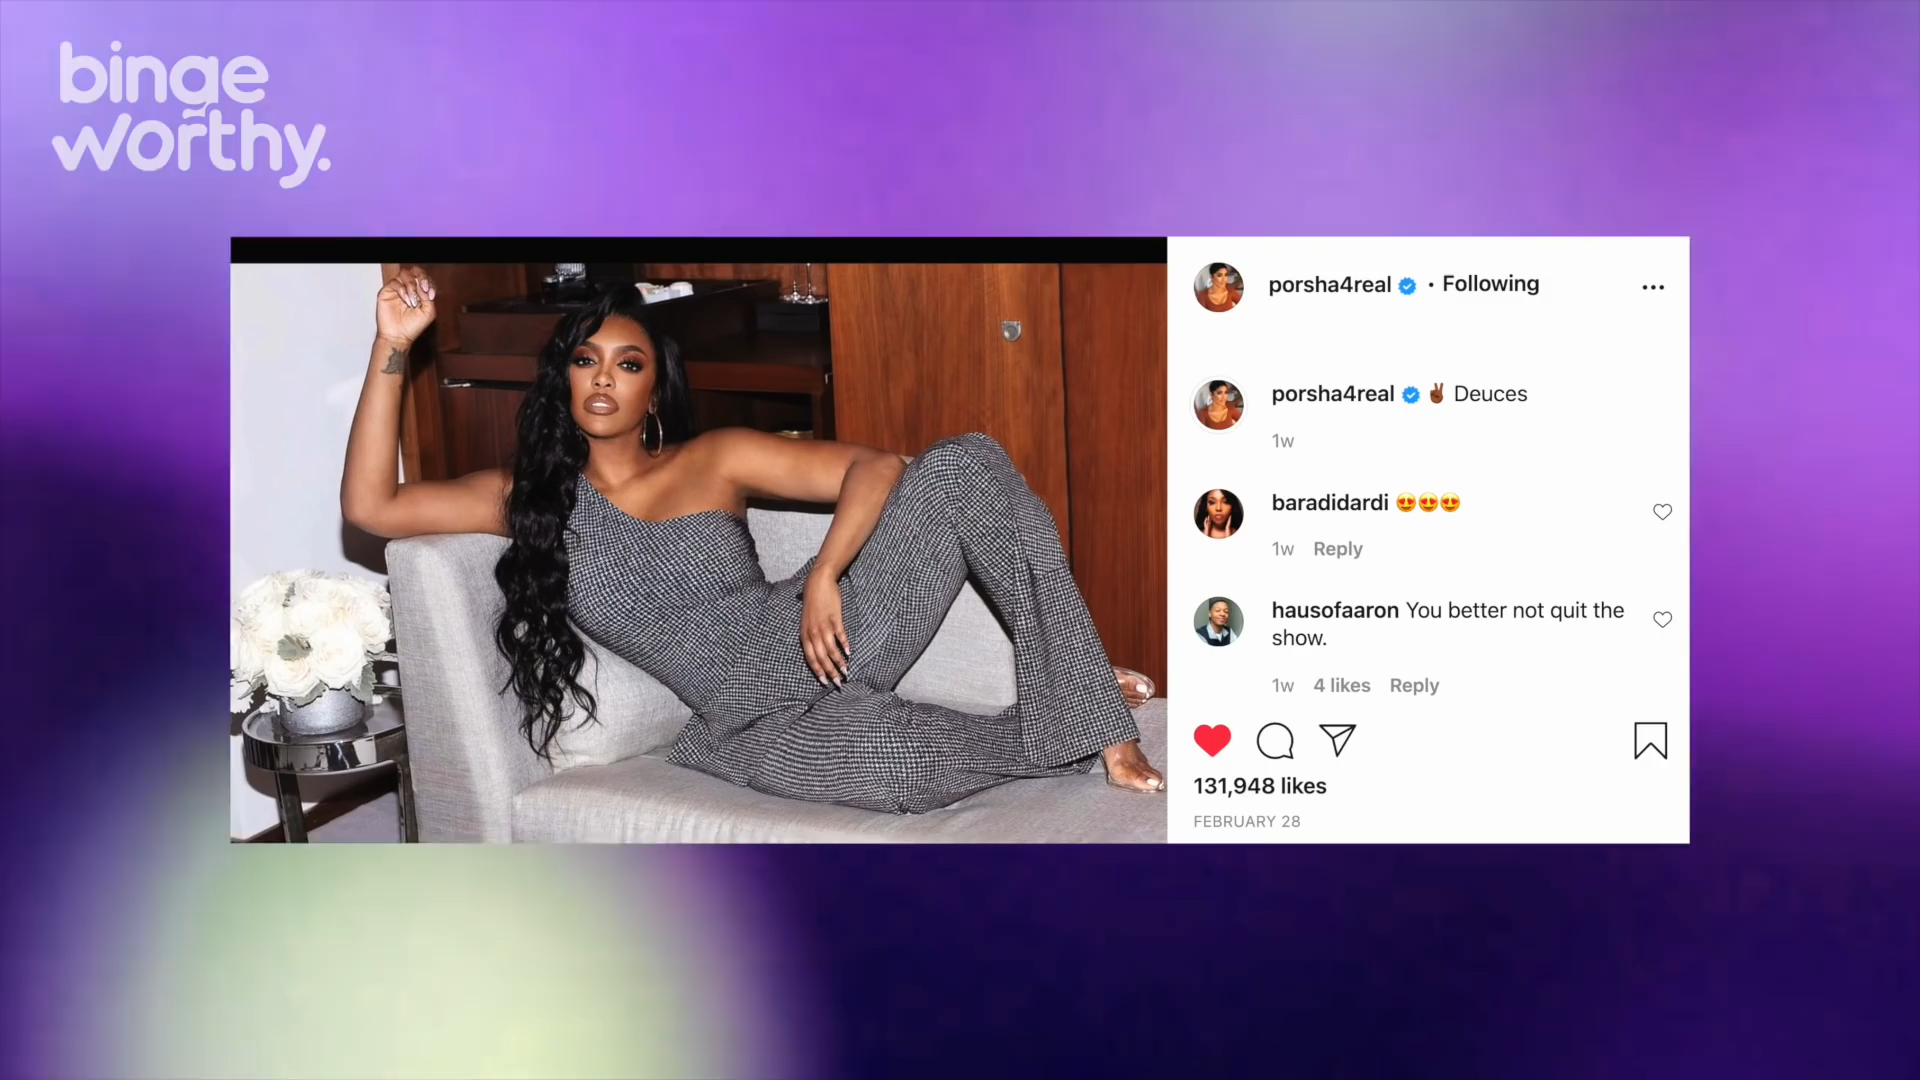 binge
worthy.
porsha4real • Following
porsha4real ✌🏾 Deuces
1w
baradidardi 😍😍😍
1w Reply
hausofaaron You better not quit the
show.
1w 4 likes Reply
131,948 likes
FEBRUARY 28